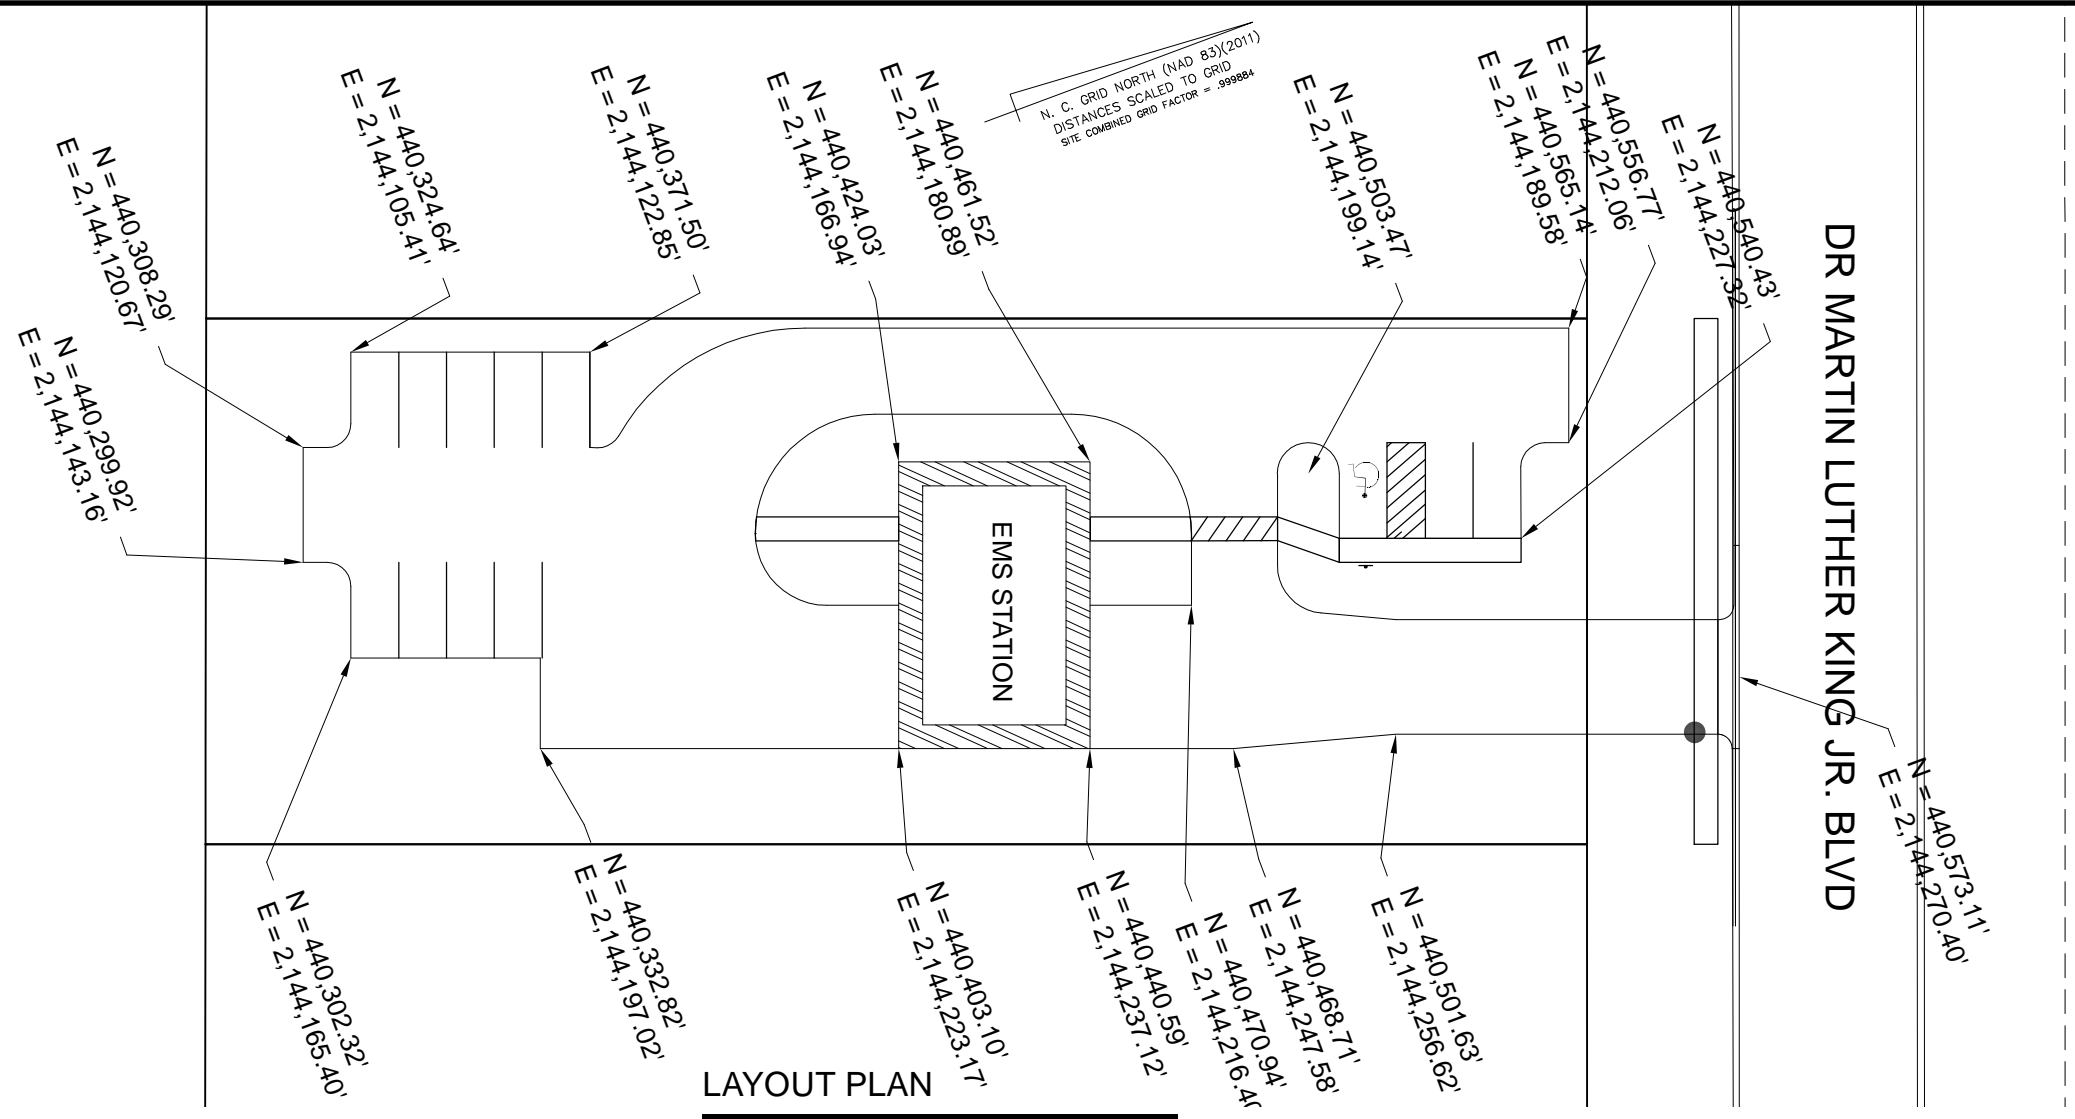 N. C. GRID NORTH (NAD 83)(2011)
DISTANCES SCALED TO GRID
SITE COMBINED GRID FACTOR = .999884
N = 440,308.29'
E = 2,144,120.67'
N = 440,299.92'
E = 2,144,143.16'
N = 440,324.64'
E = 2,144,105.41'
N = 440,371.50'
E = 2,144,122.85'
N = 440,424.03'
E = 2,144,166.94'
N = 440,461.52'
E = 2,144,180.89'
N = 440,503.47'
E = 2,144,199.14'
N = 440,565.14'
E = 2,144,189.58'
N = 440,556.77'
E = 2,144,212.06'
N = 440,540.43'
E = 2,144,227.32'
DR MARTIN LUTHER KING JR. BLVD
EMS STATION
N = 440,302.32'
E = 2,144,165.40'
N = 440,332.82'
E = 2,144,197.02'
N = 440,403.10'
E = 2,144,223.17'
N = 440,440.59'
E = 2,144,237.12'
N = 440,470.94'
E = 2,144,216.40
N = 440,468.71'
E = 2,144,247.58'
N = 440,501.63'
E = 2,144,256.62'
N = 440,573.11'
E = 2,144,270.40'
LAYOUT PLAN